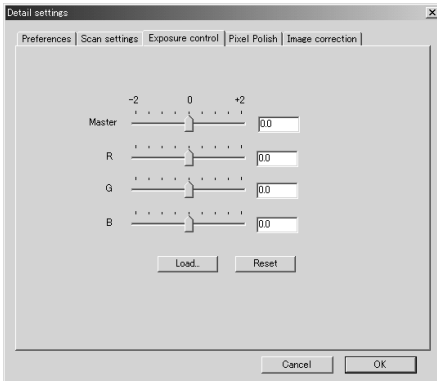 Detail settings
Preferences Scan settings Exposure control Pixel Polish Image correction
-2 0 +2
Master 0.0
R 0.0
G 0.0
B 0.0
Load... Reset
Cancel OK